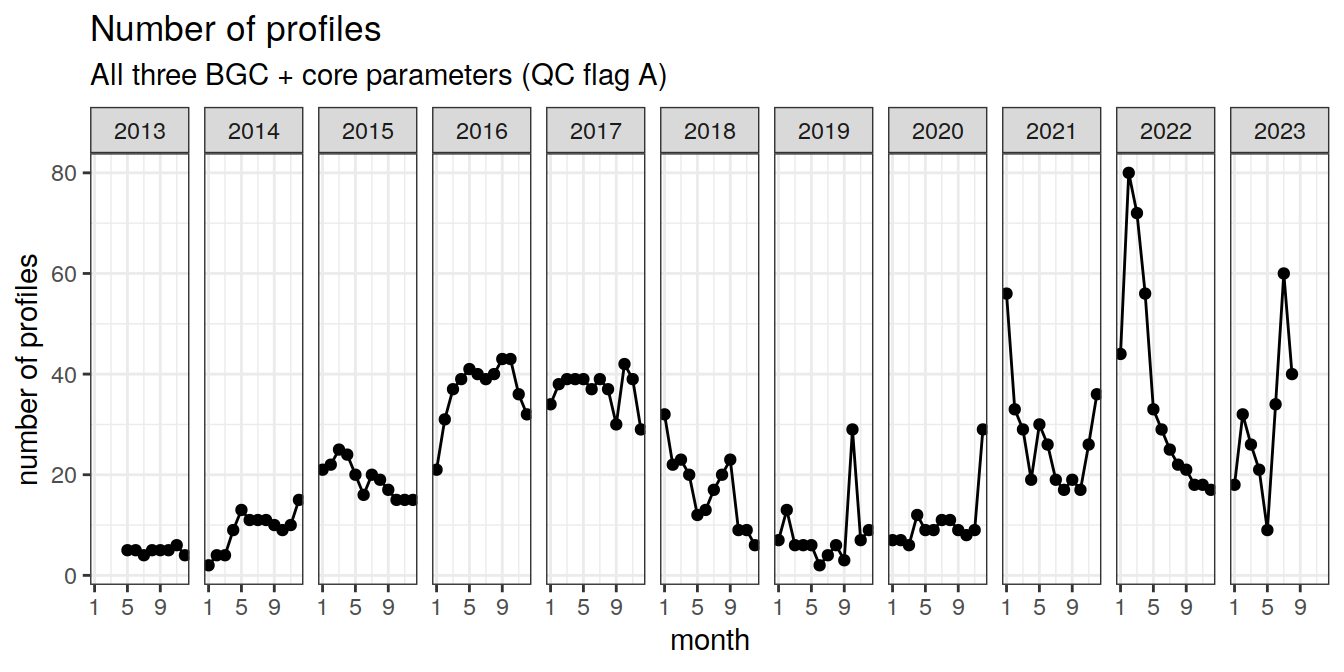 Number of profiles
All three BGC + core parameters (QC flag A)
2013 2014 2015 2016 2017 2018 2019 2020 2021 2022 2023
80
60
40
20
0
number of profiles
1 5 9 1 5 9 1 5 9 1 5 9 1 5 9 1 5 9 1 5 9 1 5 9 1 5 9 1 5 9 1 5 9
month